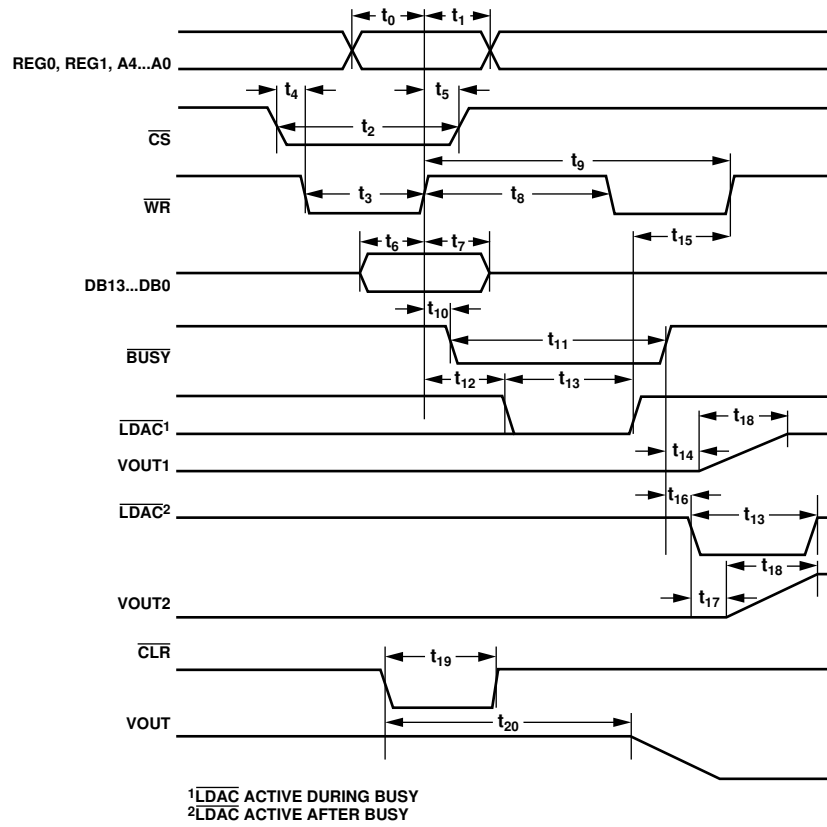 t0 t1
REG0, REG1, A4...A0
t4 t5
t2
CS
t9
t3 t8
WR
t15
t6 t7
DB13...DB0
t10
t11
BUSY
t12 t13
t18
LDAC1
t14
VOUT1
t16
LDAC2 t13
t18
t17
VOUT2
CLR
t19
VOUT t20
1LDAC ACTIVE DURING BUSY
2LDAC ACTIVE AFTER BUSY